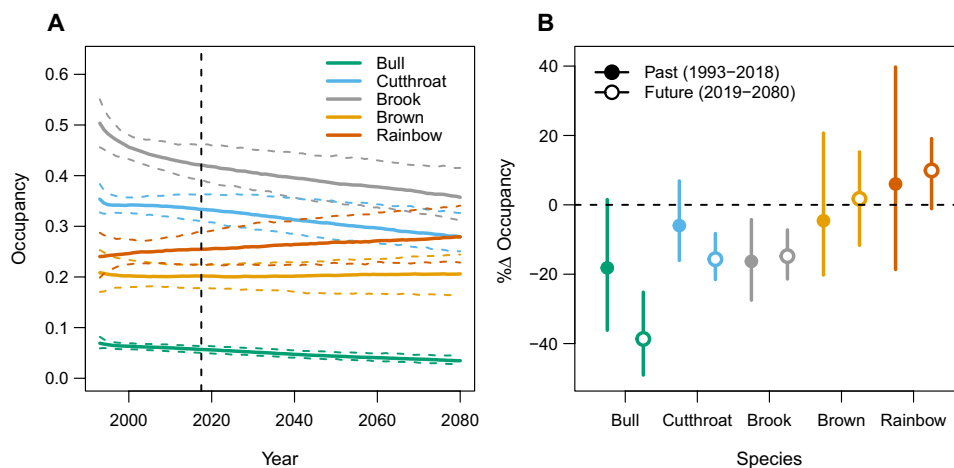 A
Occupancy
0.6
0.5
0.4
0.3
0.2
0.1
0.0
Bull
Cutthroat
Brook
Brown
Rainbow
2000 2020 2040 2060 2080
Year
B
%Δ Occupancy
40
20
0
−20
−40
Past (1993−2018)
Future (2019−2080)
Bull Cutthroat Brook Brown Rainbow
Species